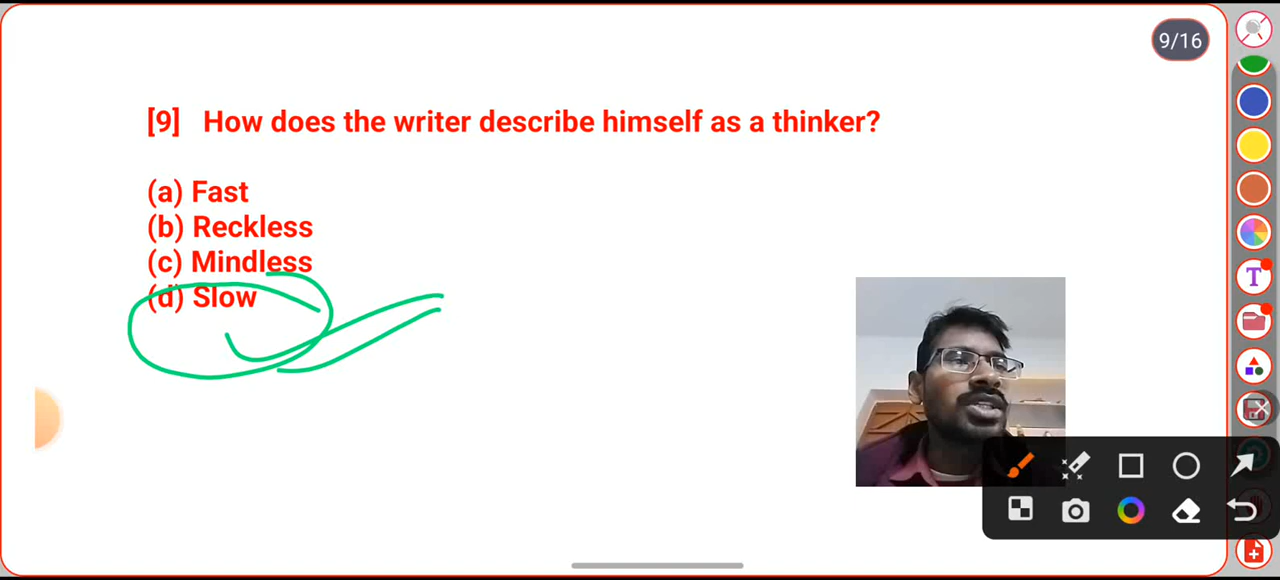 9/16
[9] How does the writer describe himself as a thinker?
(a) Fast
(b) Reckless
(c) Mindless
(d) Slow
T